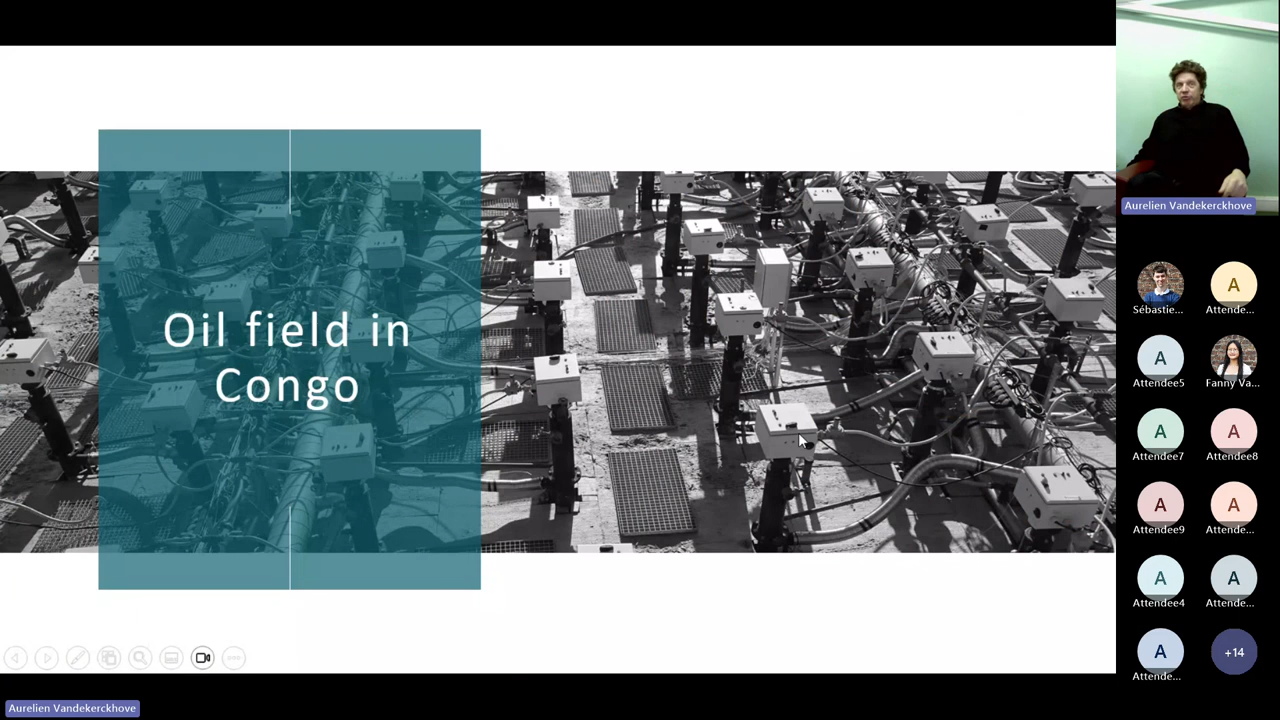 Oil field in
Congo
Aurelien Vandekerckhove
Sébastie...
Attende...
Attendee5
Fanny Va...
Attendee7
Attendee8
Attendee9
Attende...
Attendee4
Attende...
Attende...
+14
A
A
A
A
A
A
A
A
A
Aurelien Vandekerckhove